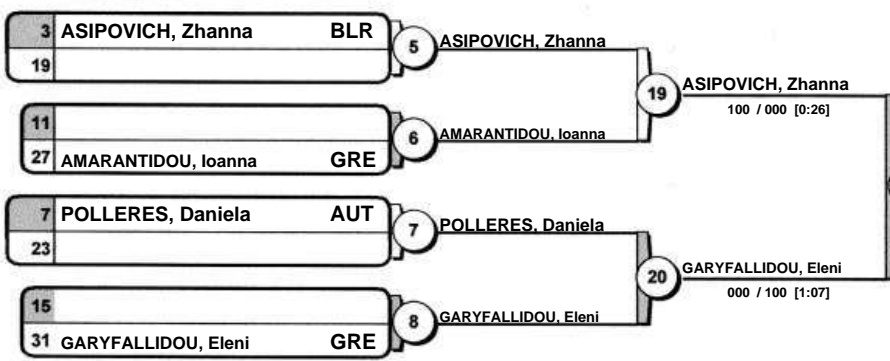 3 ASIPOVICH, Zhanna BLR
19
5 ASIPOVICH, Zhanna
11
27 AMARANTIDOU, Ioanna GRE
6 AMARANTIDOU, Ioanna
19 ASIPOVICH, Zhanna
100 / 000 [0:26]
7 POLLERES, Daniela AUT
23
7 POLLERES, Daniela
15
31 GARYFALLIDOU, Eleni GRE
8 GARYFALLIDOU, Eleni
20 GARYFALLIDOU, Eleni
000 / 100 [1:07]